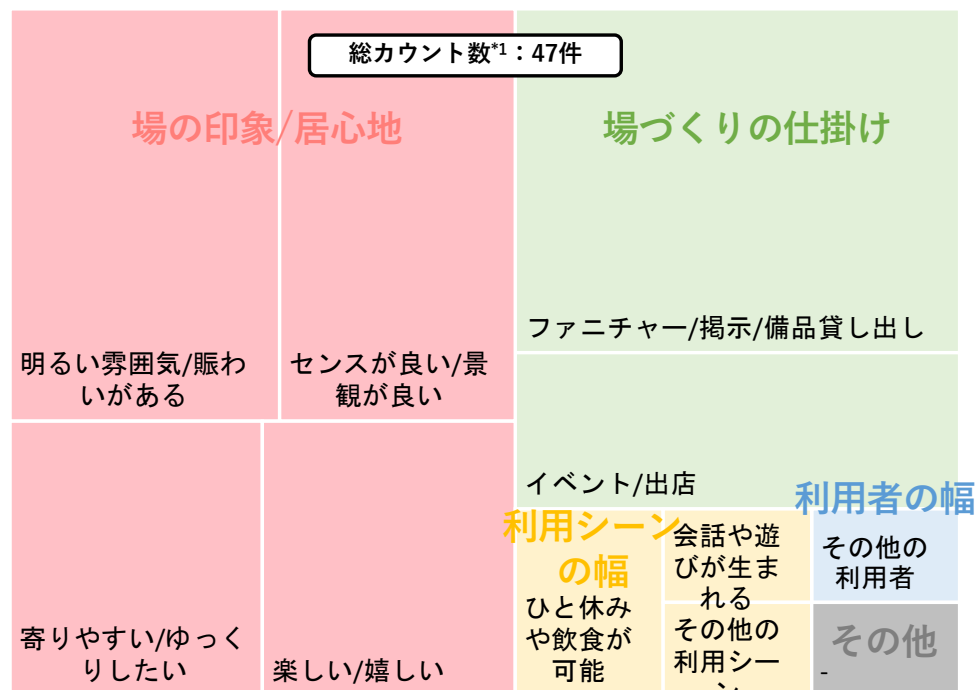 総カウント数*1：47件
場の印象/居心地
明るい雰囲気/賑わ
いがある
センスが良い/景
観が良い
寄りやすい/ゆっく
りしたい
楽しい/嬉しい
場づくりの仕掛け
ファニチャー/掲示/備品貸し出し
イベント/出店
利用シーン
の幅
ひと休み
や飲食が
可能
会話や遊
びが生ま
れる
その他の
利用シー
ン
利用者の幅
その他の
利用者
その他
-